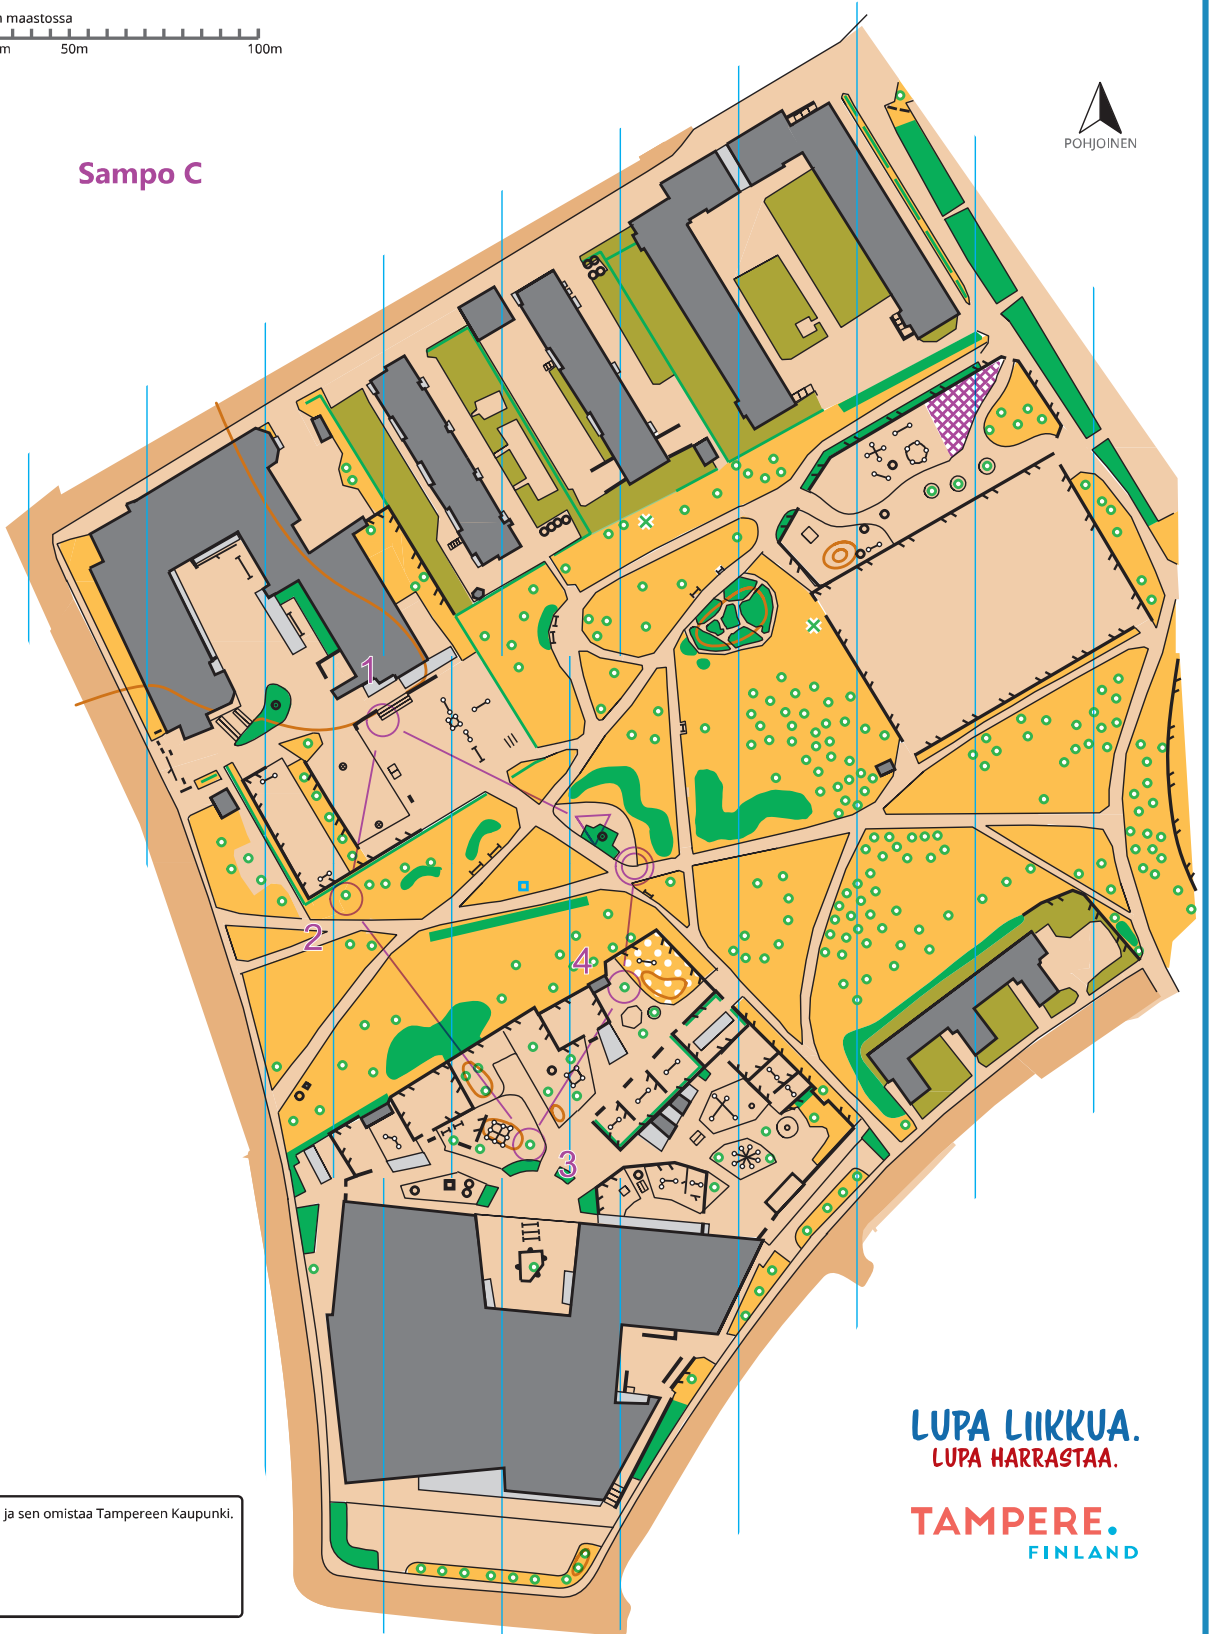 n maastossa
m 50m 100m
POHJOINEN
Sampo C
1
2
4
3
LUPA LIIKKUA.
LUPA HARRASTAA.
ja sen omistaa Tampereen Kaupunki.
TAMPERE.
FINLAND